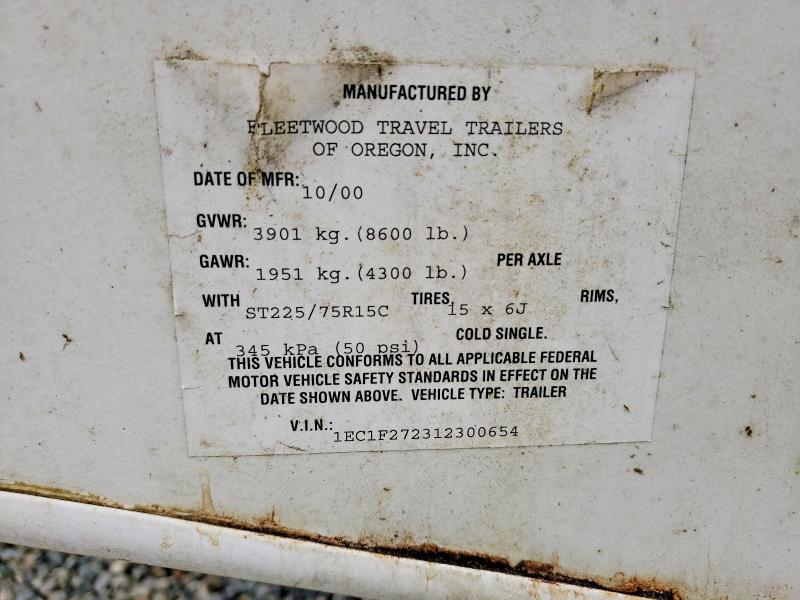 MANUFACTURED BY
FLEETWOOD TRAVEL TRAILERS
OF OREGON, INC.
DATE OF MFR: 10/00
GVWR: 3901 kg.(8600 lb.)
GAWR: 1951 kg.(4300 lb.) PER AXLE
WITH ST225/75R15C TIRES, 15 x 6J RIMS,
AT 345 kPa (50 psi) COLD SINGLE.
THIS VEHICLE CONFORMS TO ALL APPLICABLE FEDERAL
MOTOR VEHICLE SAFETY STANDARDS IN EFFECT ON THE
DATE SHOWN ABOVE. VEHICLE TYPE: TRAILER
V.I.N.: 1EC1F272312300654